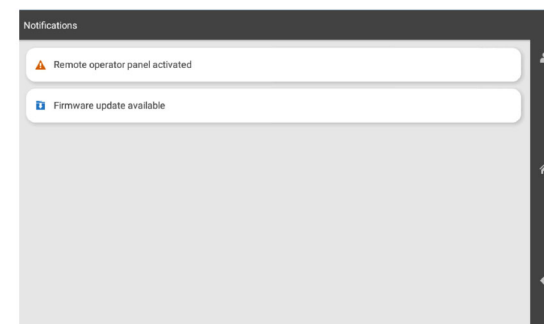 Notifications
Remote operator panel activated
Firmware update available